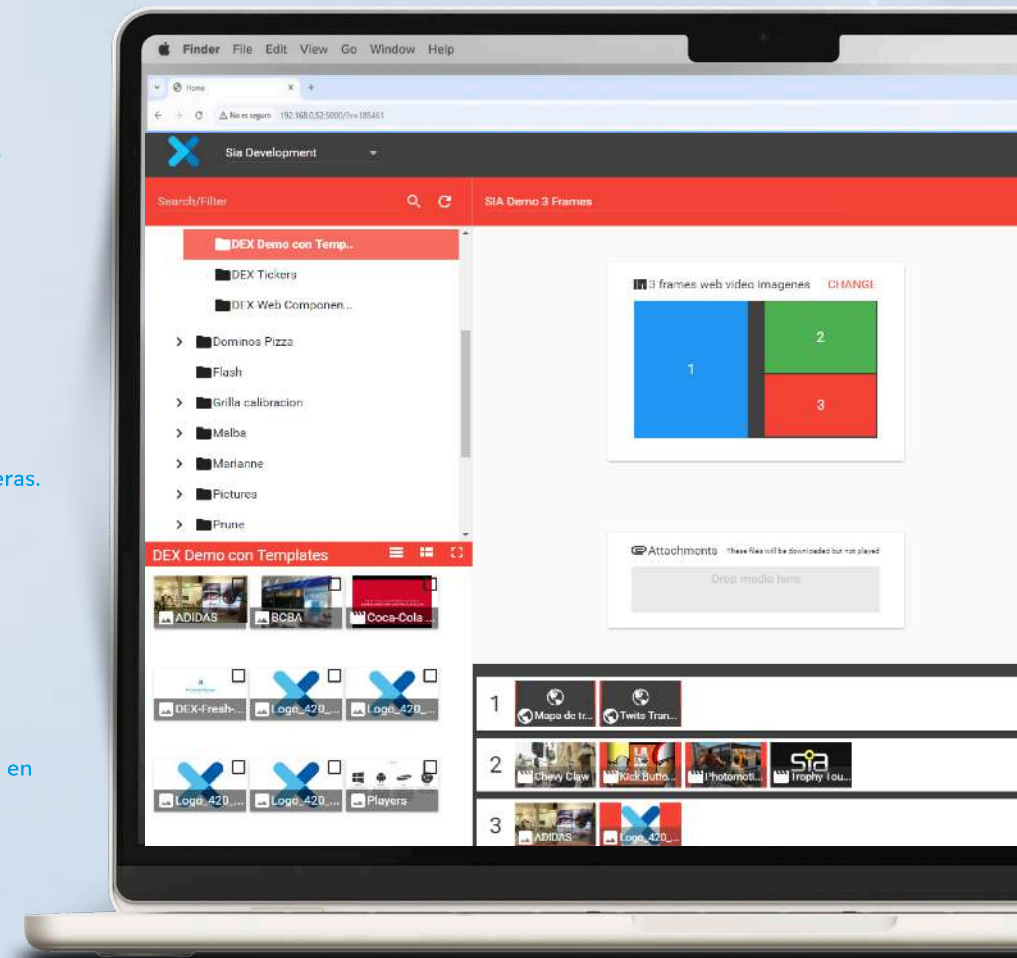 Finder File Edit View Go Window Help
Home
No es seguro 192.168.0.52:5000/?v=185461
Sia Development
Search/Filter
SIA Demo 3 Frames
DEX Demo con Temp..
DEX Tickers
DEX Web Componen...
Dominos Pizza
Flash
Grilla calibracion
Malba
Marianne
Pictures
Prune
3 frames web video imagenes CHANGE
1
2
3
Attachments These files will be downloaded but not played
Drop media here
DEX Demo con Templates
ADIDAS BCBA Coca-Cola ...
DEX-Fresh-... Logo_420_... Logo_420_...
Logo_420_... Logo_420_... Players
1 Mapa de tr... Twits Tran...
2 Chevy Claw Kick Butto... Photomoti... Trophy Tou...
sia
3 ADIDAS Logo_420_...
eras.
en